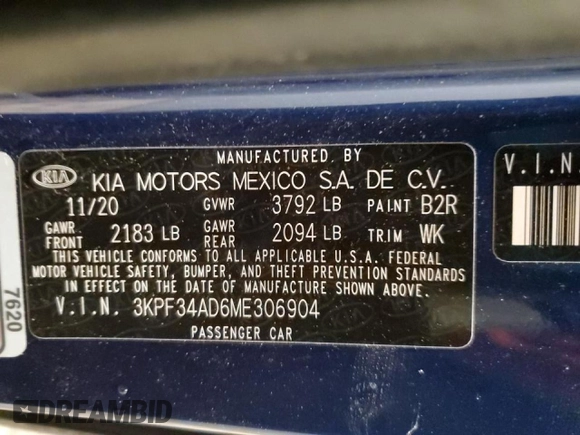 MANUFACTURED BY
KIA KIA MOTORS MEXICO S.A. DE C.V.
11/20 GVWR 3792 LB PAINT B2R
GAWR FRONT 2183 LB GAWR REAR 2094 LB TRIM WK
THIS VEHICLE CONFORMS TO ALL APPLICABLE U.S.A. FEDERAL
MOTOR VEHICLE SAFETY, BUMPER, AND THEFT PREVENTION STANDARDS
IN EFFECT ON THE DATE OF MANUFACTURE SHOWN ABOVE.
V.I.N. 3KPF34AD6ME306904
PASSENGER CAR
V.I.N.
7620
DREAMBID